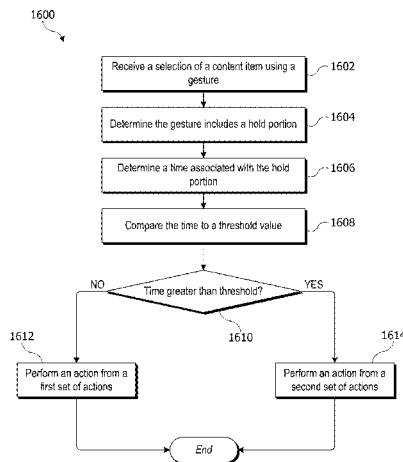 1600
Receive a selection of a content item using a
gesture
1602
Determine the gesture includes a hold portion
1604
Determine a time associated with the hold
portion
1606
Compare the time to a threshold value
1608
NO
Time greater than threshold?
YES
1610
1612
1614
Perform an action from a
first set of actions
Perform an action from a
second set of actions
End